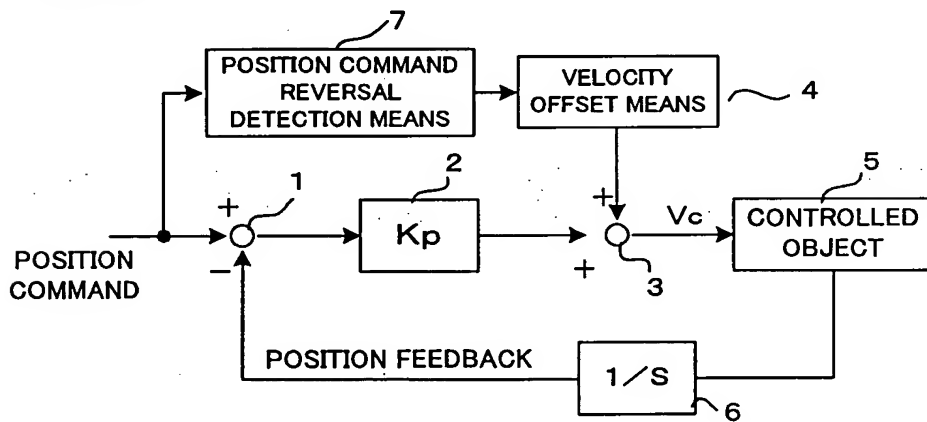 7
POSITION COMMAND
REVERSAL
DETECTION MEANS
VELOCITY
OFFSET MEANS
4
1
2
5
+
Kp
+
Vc
CONTROLLED
OBJECT
POSITION
COMMAND
−
+
3
POSITION FEEDBACK
1/S
6